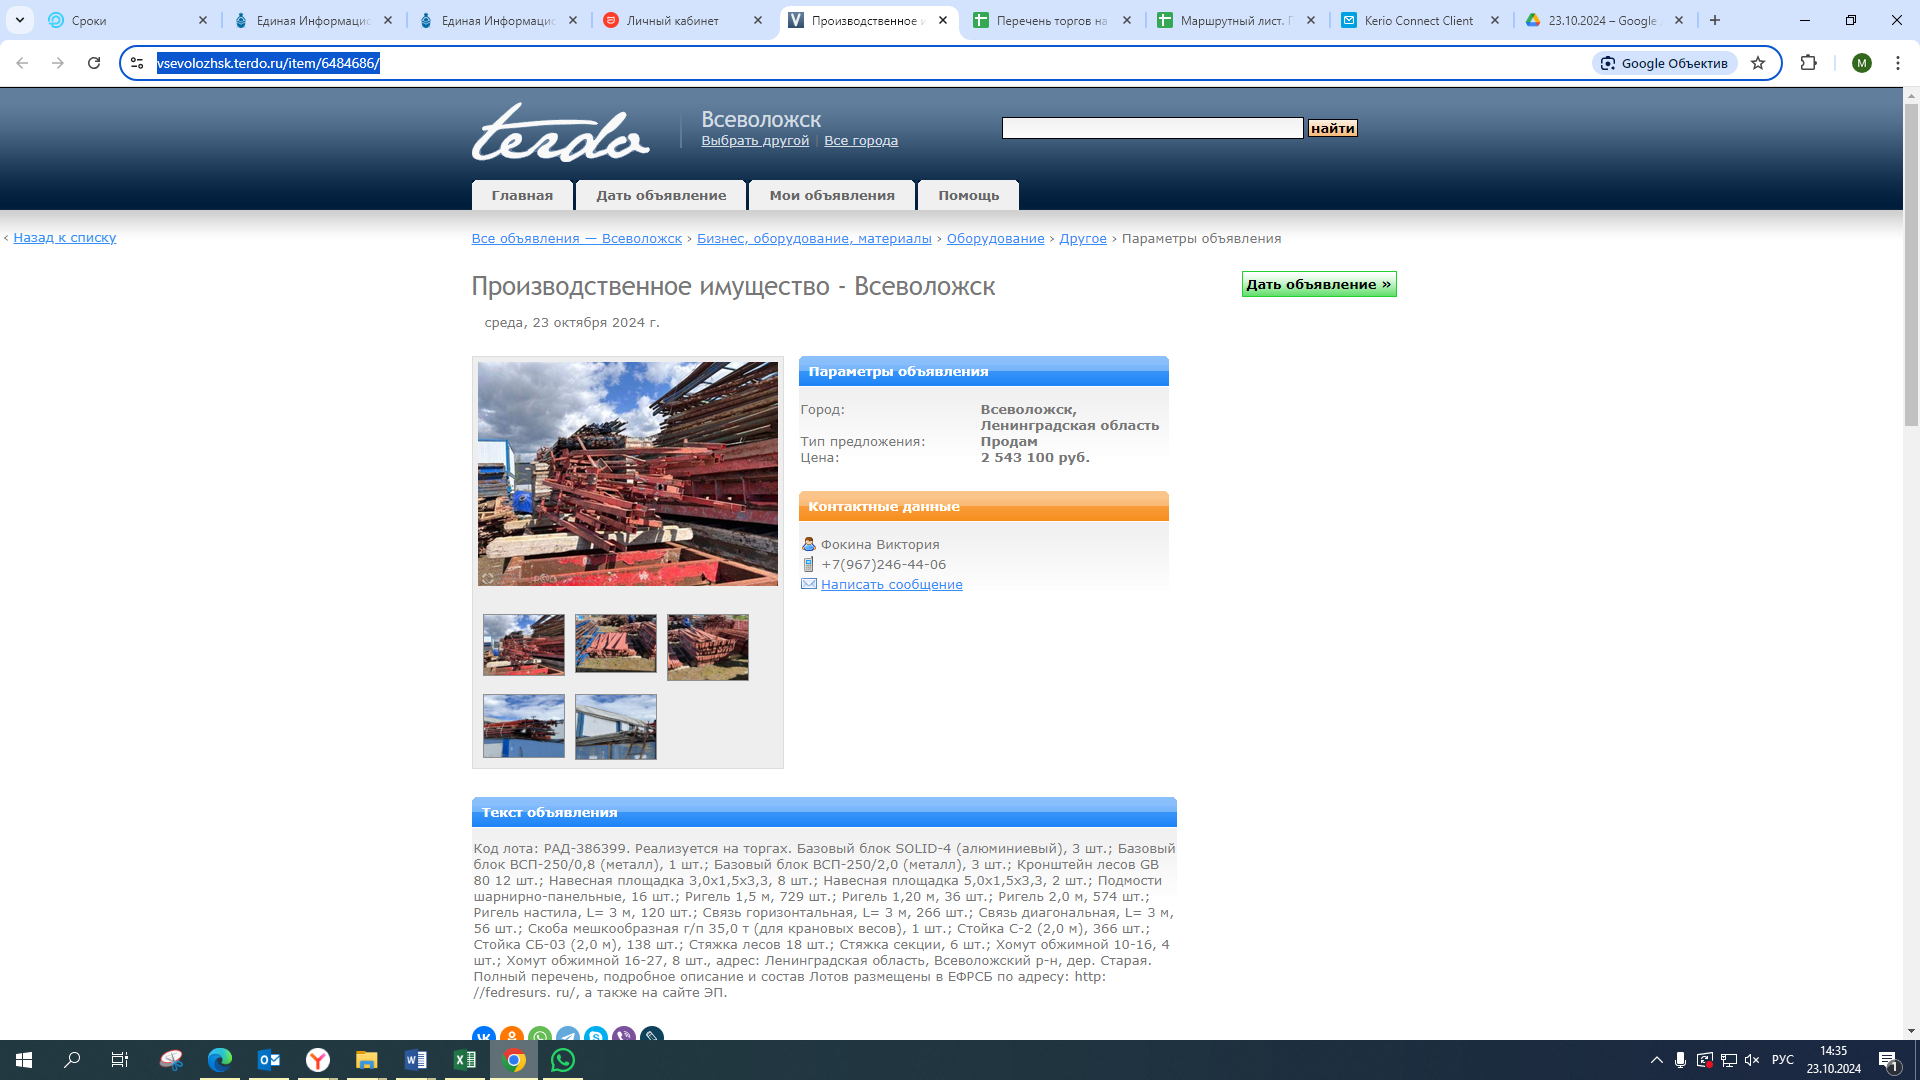 Сроки
Единая Информацис
Единая Информацис
Личный кабинет
Производственное и
Перечень торгов на
Маршрутный лист. Г
Kerio Connect Client
23.10.2024 – Google
vsevolozhsk.terdo.ru/item/6484686/
Google Объектив
M
terdo
Всеволожск
Выбрать другой | Все города
найти
Главная
Дать объявление
Мои объявления
Помощь
‹ Назад к списку
Все объявления — Всеволожск › Бизнес, оборудование, материалы › Оборудование › Другое › Параметры объявления
Производственное имущество - Всеволожск
Дать объявление »
среда, 23 октября 2024 г.
Параметры объявления
Город: Всеволожск,
Ленинградская область
Тип предложения: Продам
Цена: 2 543 100 руб.
Контактные данные
Фокина Виктория
+7(967)246-44-06
Написать сообщение
Текст объявления
Код лота: РАД-386399. Реализуется на торгах. Базовый блок SOLID-4 (алюминиевый), 3 шт.; Базовый
блок ВСП-250/0,8 (металл), 1 шт.; Базовый блок ВСП-250/2,0 (металл), 3 шт.; Кронштейн лесов GB
80 12 шт.; Навесная площадка 3,0х1,5х3,3, 8 шт.; Навесная площадка 5,0х1,5х3,3, 2 шт.; Подмости
шарнирно-панельные, 16 шт.; Ригель 1,5 м, 729 шт.; Ригель 1,20 м, 36 шт.; Ригель 2,0 м, 574 шт.;
Ригель настила, L= 3 м, 120 шт.; Связь горизонтальная, L= 3 м, 266 шт.; Связь диагональная, L= 3 м,
56 шт.; Скоба мешкообразная г/п 35,0 т (для крановых весов), 1 шт.; Стойка С-2 (2,0 м), 366 шт.;
Стойка СБ-03 (2,0 м), 138 шт.; Стяжка лесов 18 шт.; Стяжка секции, 6 шт.; Хомут обжимной 10-16, 4
шт.; Хомут обжимной 16-27, 8 шт., адрес: Ленинградская область, Всеволожский р-н, дер. Старая.
Полный перечень, подробное описание и состав Лотов размещены в ЕФРСБ по адресу: http:
//fedresurs. ru/, а также на сайте ЭП.
РУС
14:35
23.10.2024
1